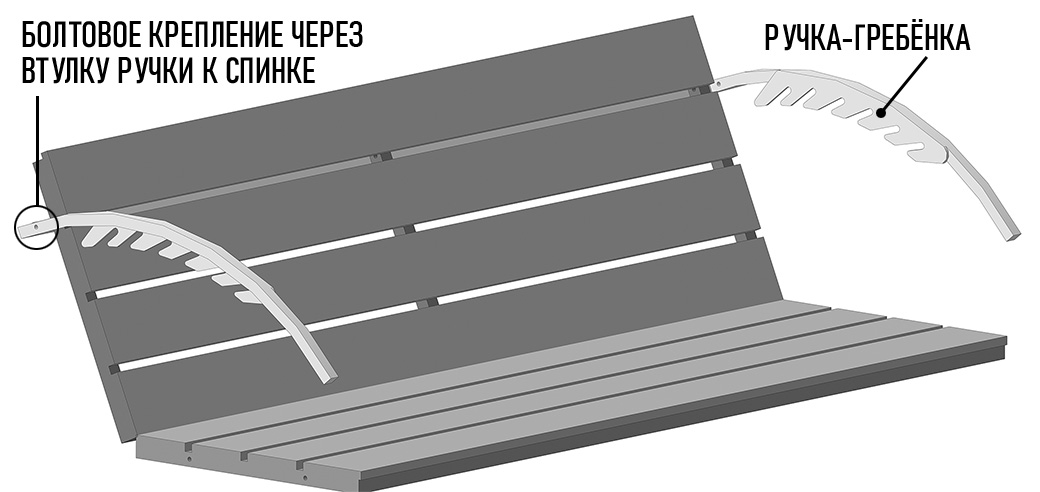 БОЛТОВОЕ КРЕПЛЕНИЕ ЧЕРЕЗ
ВТУЛКУ РУЧКИ К СПИНКЕ
РУЧКА-ГРЕБЁНКА